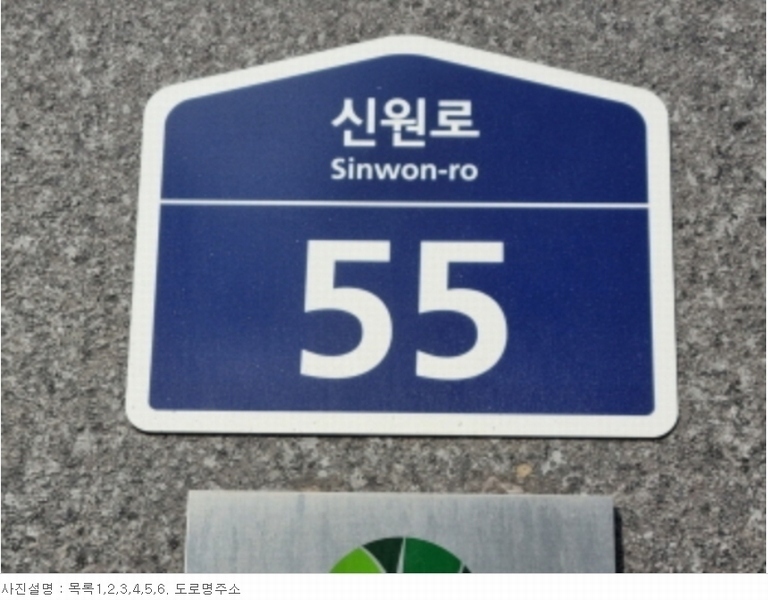 신원로
Sinwon-ro
55
사진설명 : 목록1,2,3,4,5,6. 도로명주소